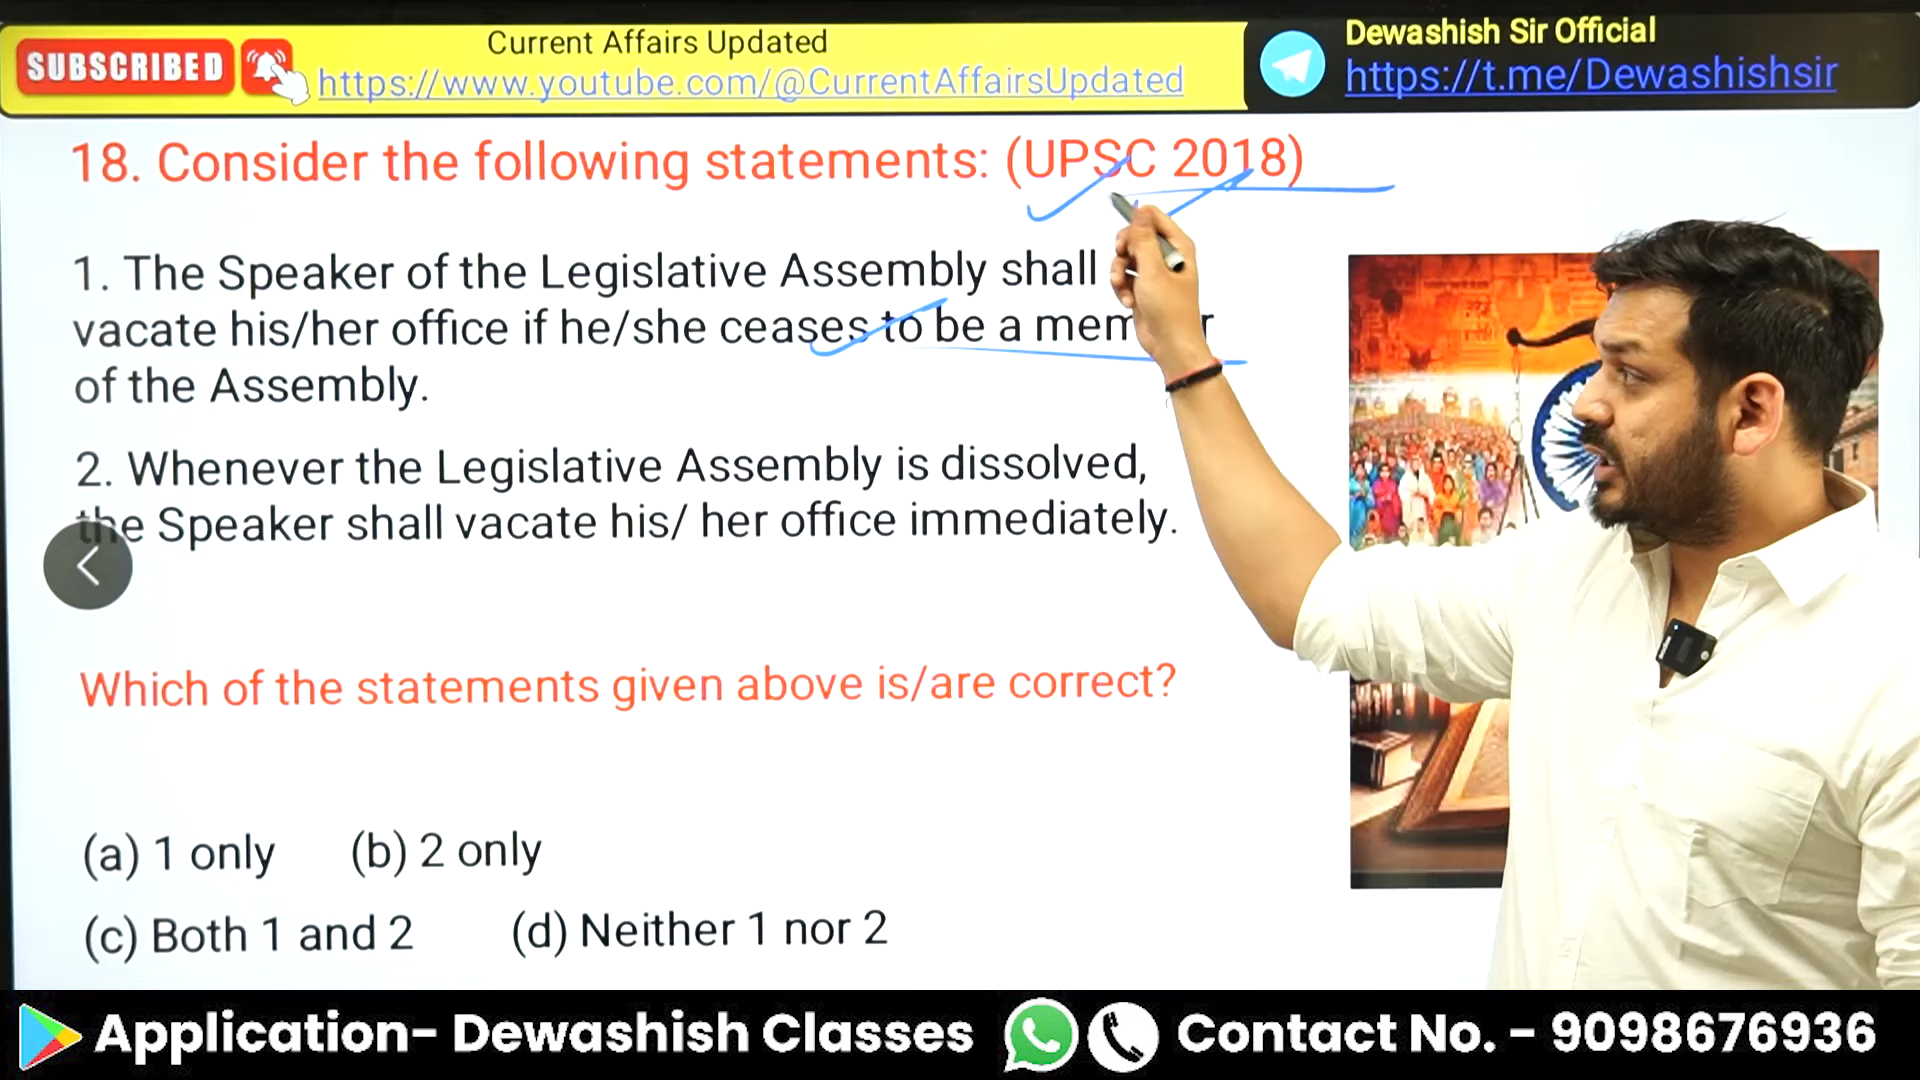 SUBSCRIBED
Current Affairs Updated
https://www.youtube.com/@CurrentAffairsUpdated
Dewashish Sir Official
https://t.me/Dewashishsir
18. Consider the following statements: (UPSC 2018)
1. The Speaker of the Legislative Assembly shall
vacate his/her office if he/she ceases to be a mem r
of the Assembly.
2. Whenever the Legislative Assembly is dissolved,
the Speaker shall vacate his/ her office immediately.
Which of the statements given above is/are correct?
(a) 1 only (b) 2 only
(c) Both 1 and 2 (d) Neither 1 nor 2
Application- Dewashish Classes
Contact No. - 9098676936